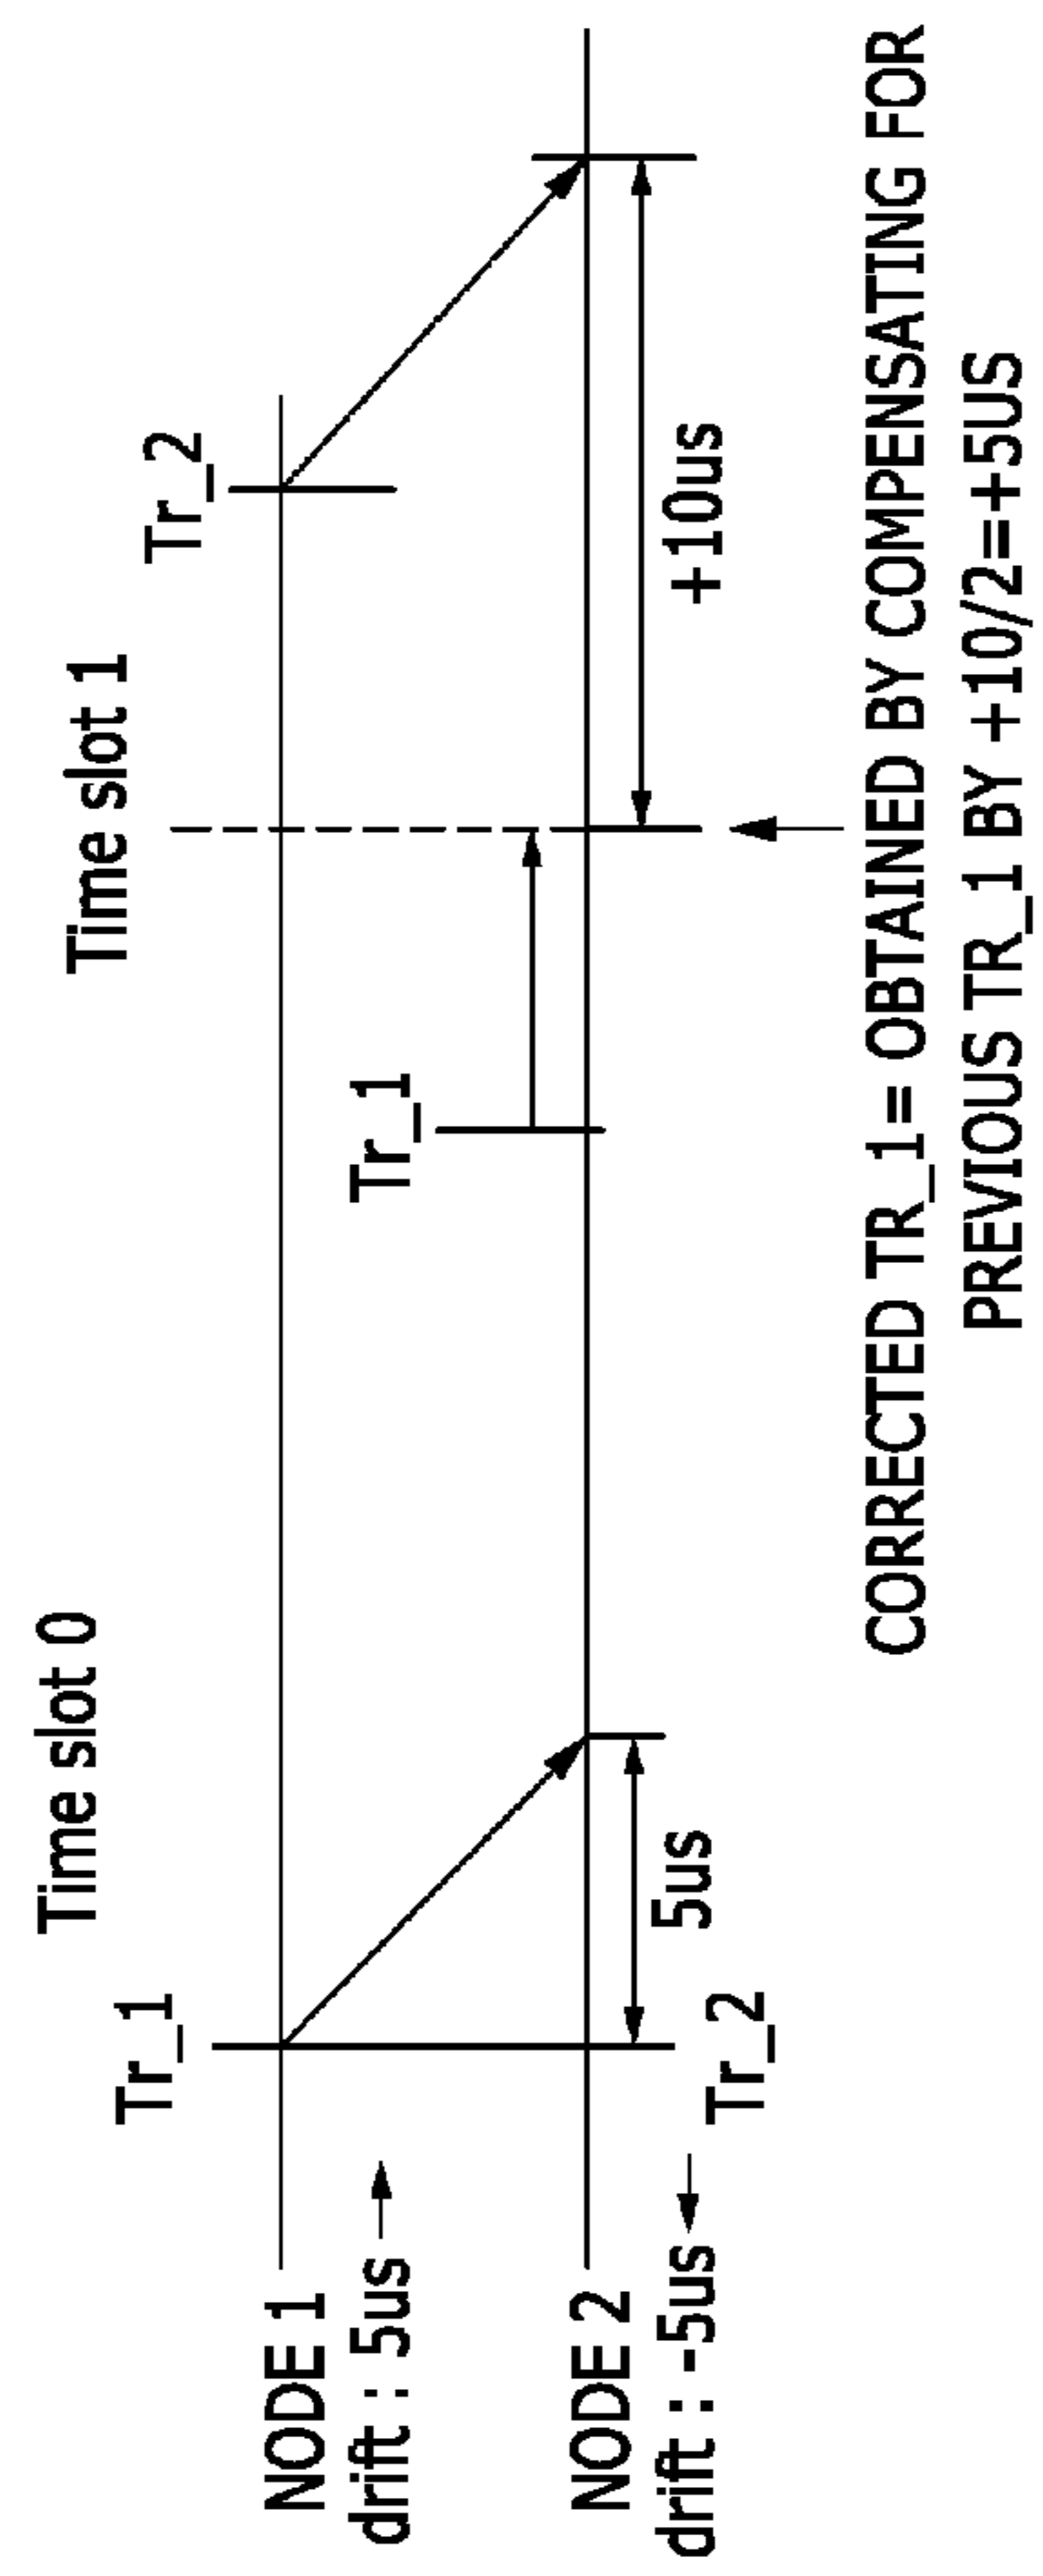 Time slot 0
Time slot 1
Tr_1
Tr_2
NODE 1
drift : 5us
Tr_1
NODE 2
drift : -5us
Tr_2
5us
+10us
CORRECTED TR_1= OBTAINED BY COMPENSATING FOR
PREVIOUS TR_1 BY +10/2=+5US